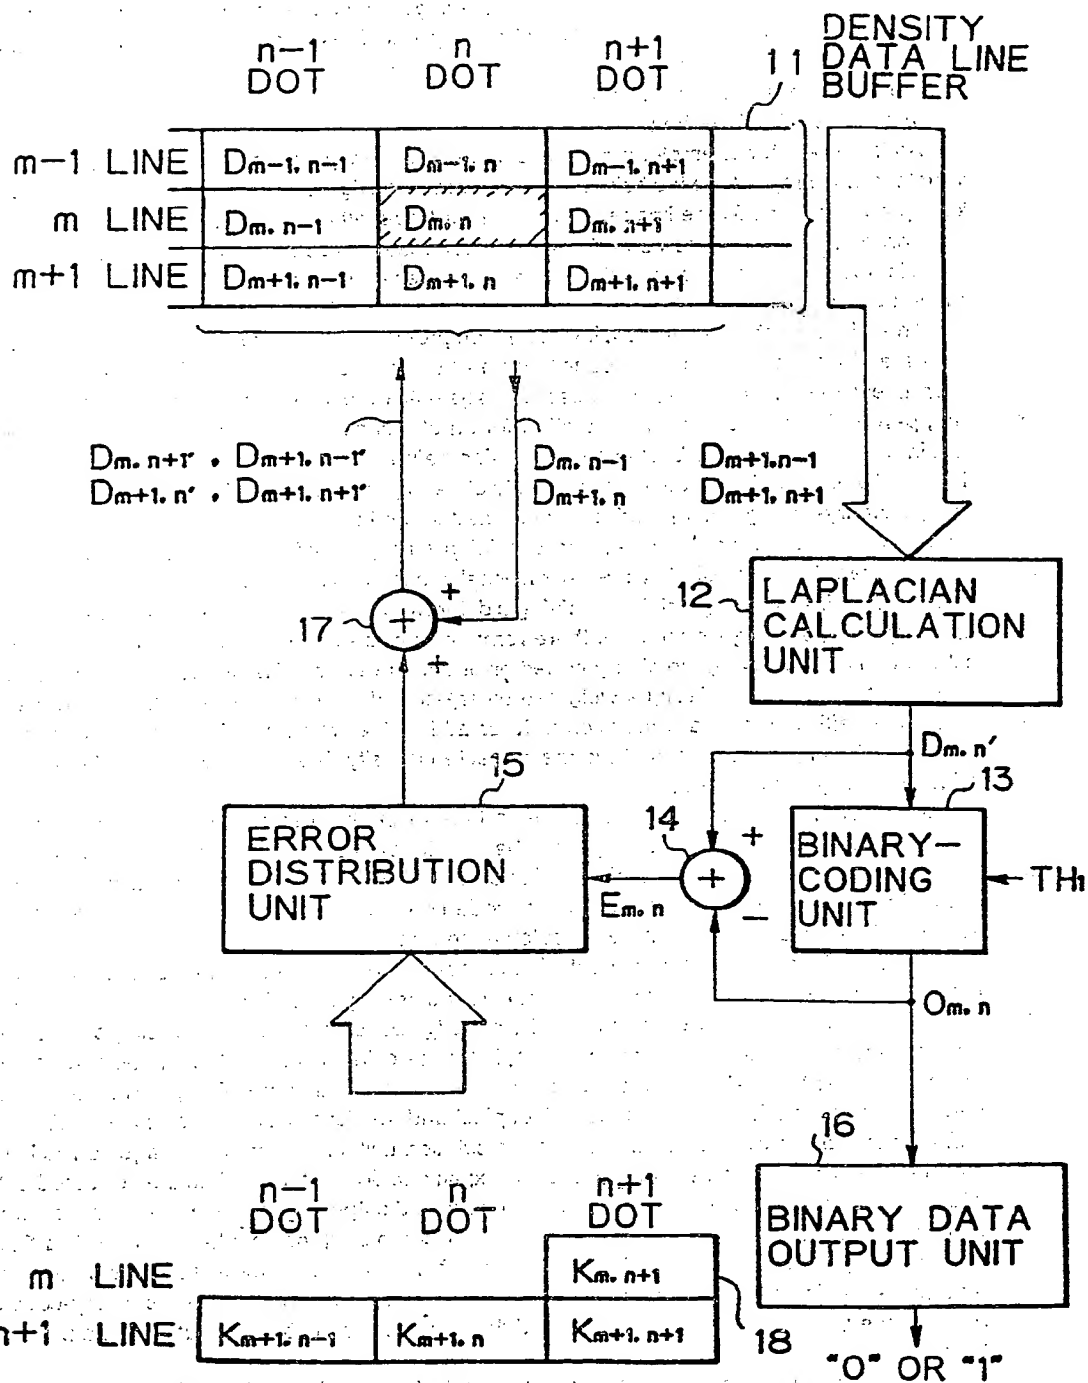 n-1 DOT
n DOT
n+1 DOT
11
DENSITY
DATA LINE
BUFFER
m-1 LINE Dm-1. n-1 Dm-1. n Dm-1. n+1
m LINE Dm. n-1 Dm. n Dm. n+1
m+1 LINE Dm+1. n-1 Dm+1. n Dm+1. n+1
Dm. n+1' . Dm+1. n-1'
Dm+1. n' . Dm+1. n+1'
Dm. n-1 Dm+1.n-1
Dm+1. n Dm+1. n+1
12
LAPLACIAN
CALCULATION
UNIT
17
+
+
+
Dm. n'
15
ERROR
DISTRIBUTION
UNIT
14
+
+
−
Em. n
13
BINARY-
CODING
UNIT
TH1
Om. n
16
BINARY DATA
OUTPUT UNIT
"0" OR "1"
n-1 DOT
n DOT
n+1 DOT
m LINE Km. n+1
n+1 LINE Km+1. n-1 Km+1. n Km+1. n+1
18